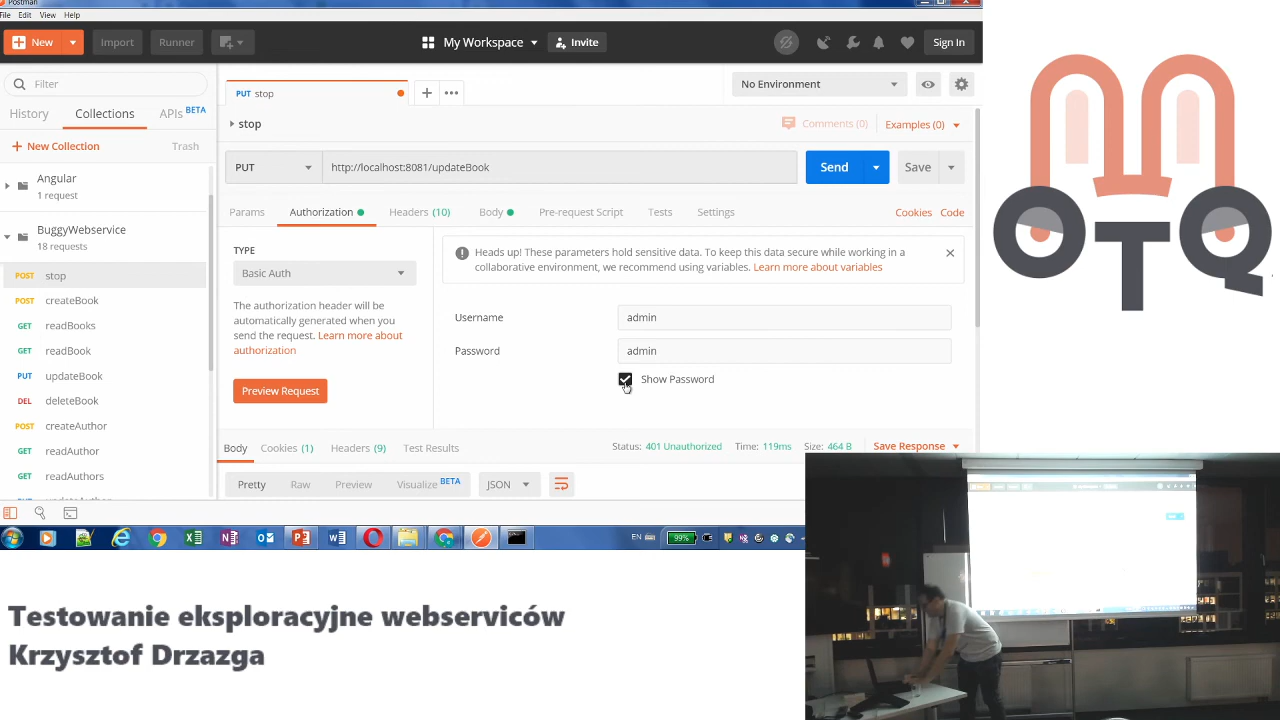 Postman
File Edit View Help
New Import Runner My Workspace Invite Sign In
Filter
PUT stop No Environment
History Collections APIs BETA
stop Comments (0) Examples (0)
New Collection Trash
PUT http://localhost:8081/updateBook Send Save
Angular
1 request
Params Authorization Headers (10) Body Pre-request Script Tests Settings Cookies Code
BuggyWebservice
18 requests
TYPE
Basic Auth
Heads up! These parameters hold sensitive data. To keep this data secure while working in a
collaborative environment, we recommend using variables. Learn more about variables
The authorization header will be
automatically generated when you
send the request. Learn more about
authorization
Preview Request
Username admin
Password admin
Show Password
POST stop
POST createBook
GET readBooks
GET readBook
PUT updateBook
DEL deleteBook
POST createAuthor
GET readAuthor
GET readAuthors
Body Cookies (1) Headers (9) Test Results Status: 401 Unauthorized Time: 119ms Size: 464 B Save Response
Pretty Raw Preview Visualize BETA JSON
EN 99%
OTQ
Testowanie eksploracyjne webserviców
Krzysztof Drzazga